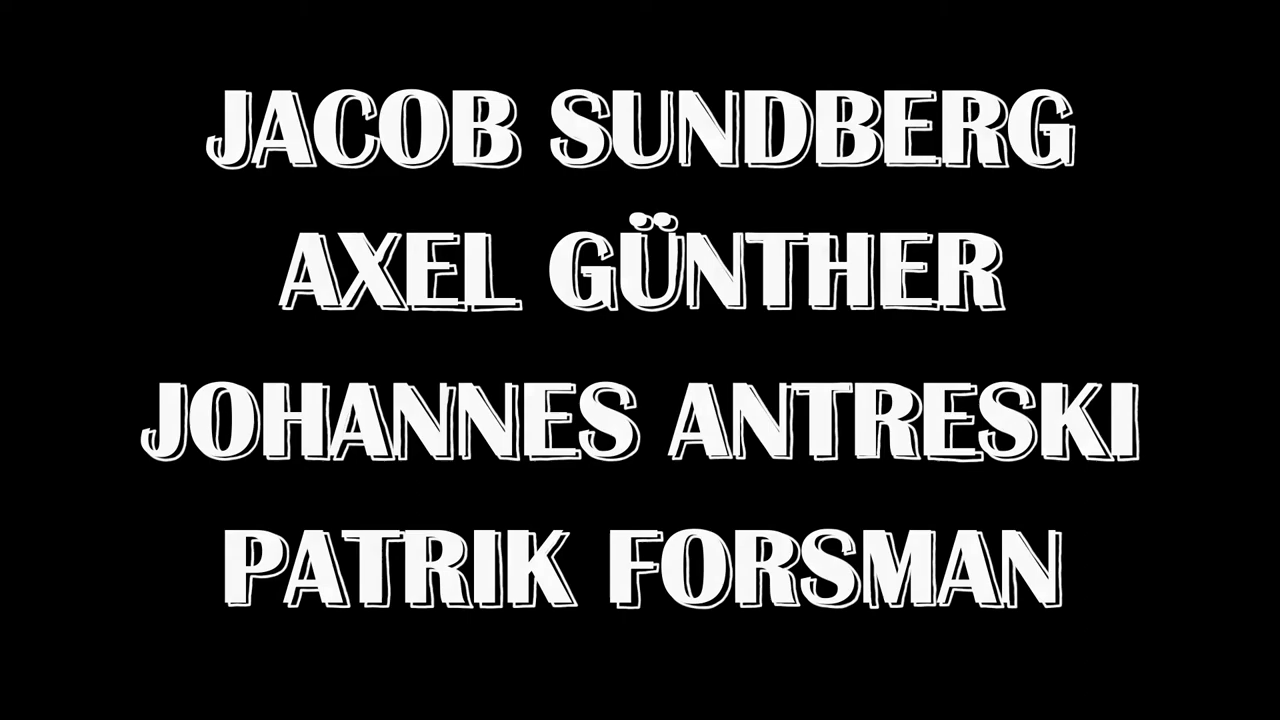 JACOB SUNDBERG
AXEL GÜNTHER
JOHANNES ANTRESKI
PATRIK FORSMAN